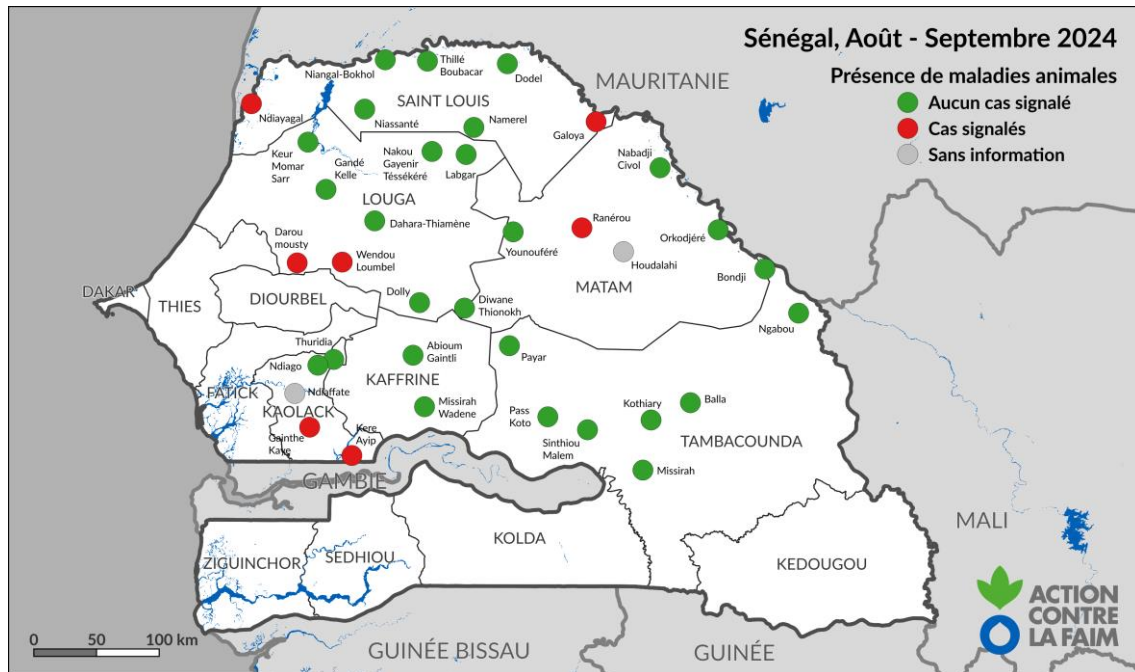 Sénégal, Août - Septembre 2024
Présence de maladies animales
Aucun cas signalé
Cas signalés
Sans information
MAURITANIE
Niangal-Bokhol
Thillé
Boubacar
Dodel
SAINT LOUIS
Ndiayagal
Niassanté
Namerel
Galoya
Keur
Momar
Sarr
Gandé
Kelle
Nakou
Gayenir
Téssékéré
Labgar
Nabadji
Civol
LOUGA
Dahara-Thiamène
Ranérou
Younouféré
Orkodjéré
Houdalahi
Darou
mousty
Wendou
Loumbel
Bondji
MATAM
DAKAR
THIES
DIOURBEL
Dolly
Diwane
Thionokh
Ngabou
Thuridia
Ndiago
Abioum
Gaintli
Payar
KAFFRINE
FATICK
Ndiaffate
KAOLACK
Missirah
Wadene
Pass
Koto
Kothiary
Balla
Gainthe
Kaye
Kere
Ayip
Sinthiou
Malem
TAMBACOUNDA
Missirah
GAMBIE
MALI
KOLDA
ZIGUINCHOR
SEDHIOU
KEDOUGOU
0 50 100 km
GUINÉE BISSAU
GUINÉE
ACTION
CONTRE
LA FAIM